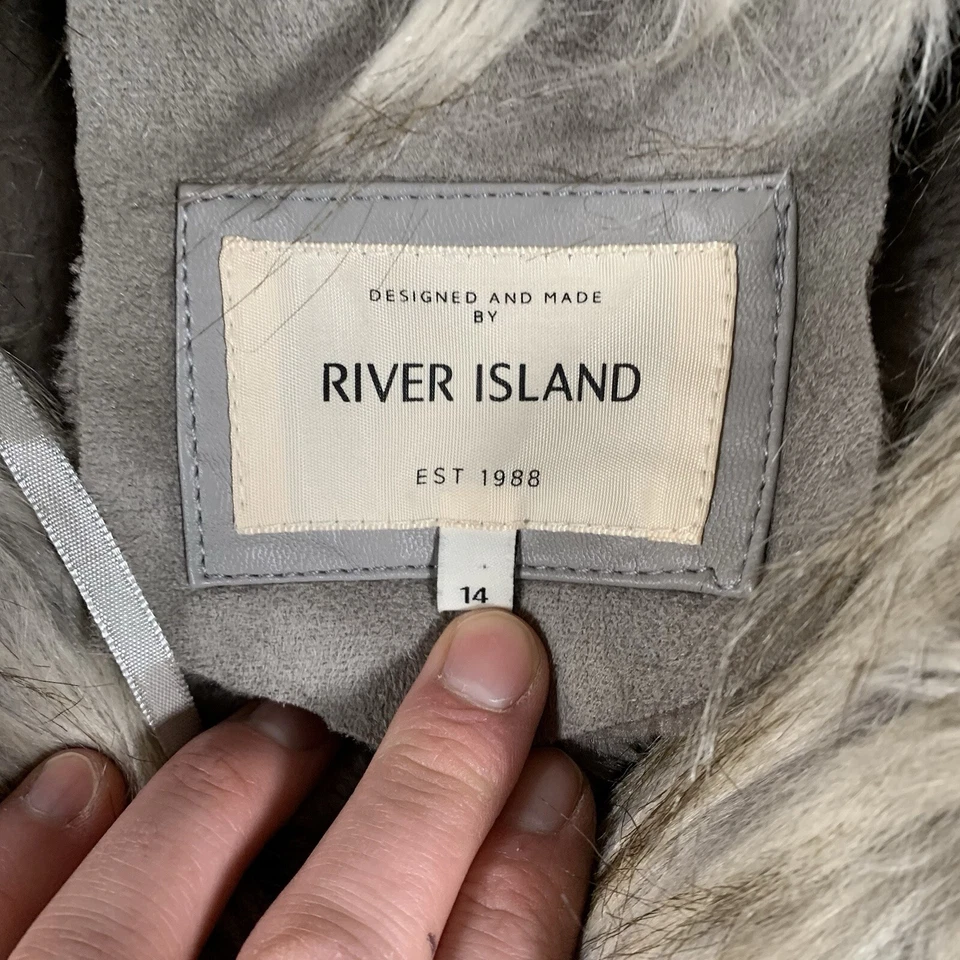 DESIGNED AND MADE
BY
RIVER ISLAND
EST 1988
14